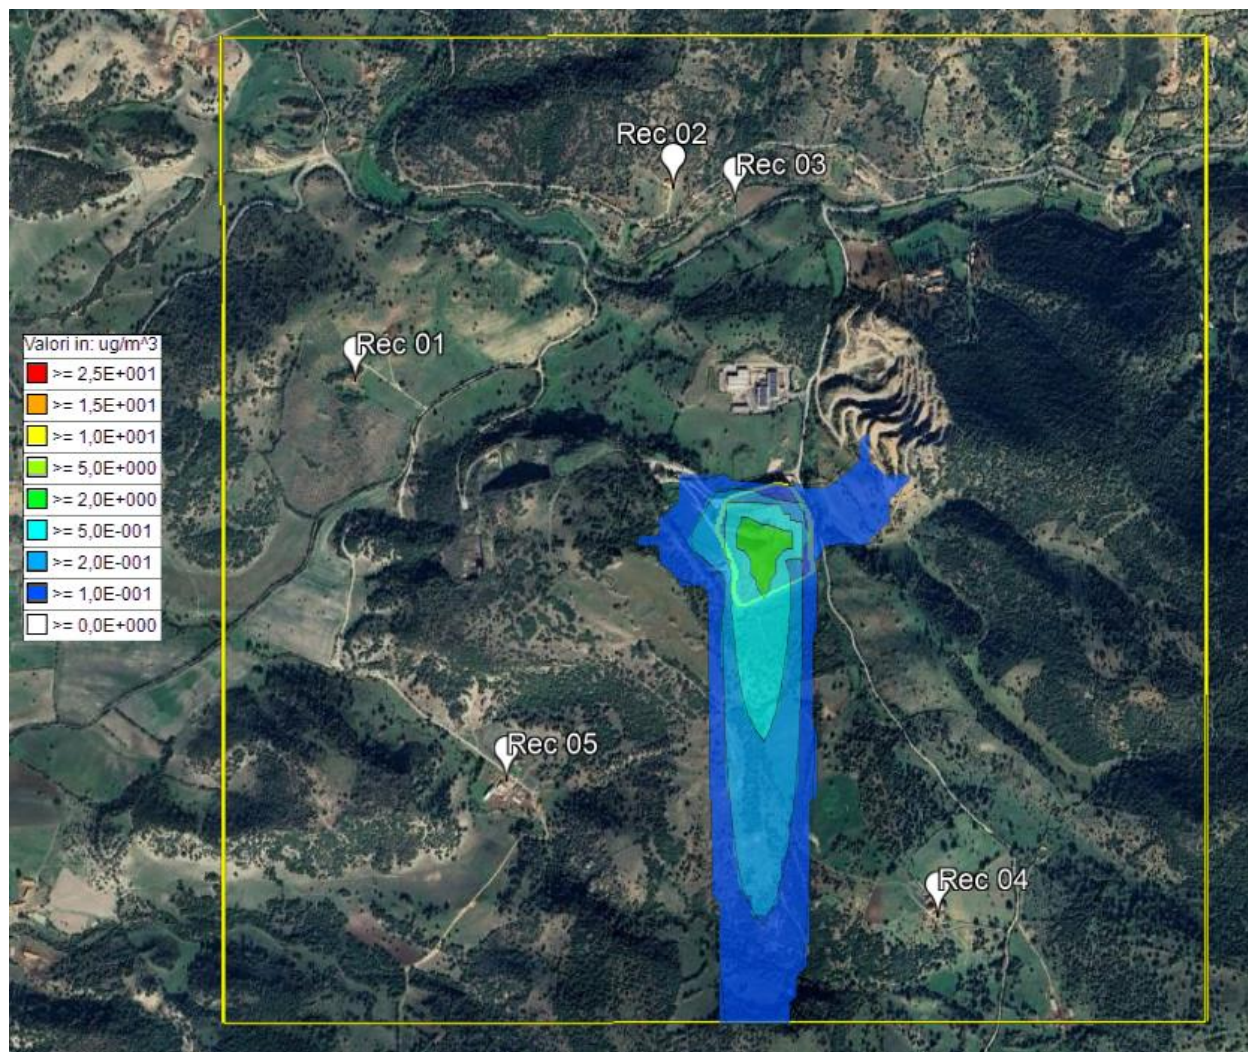 Rec 02
Rec 03
Rec 01
Valori in: ug/m^3
>= 2,5E+001
>= 1,5E+001
>= 1,0E+001
>= 5,0E+000
>= 2,0E+000
>= 5,0E-001
>= 2,0E-001
>= 1,0E-001
>= 0,0E+000
Rec 05
Rec 04